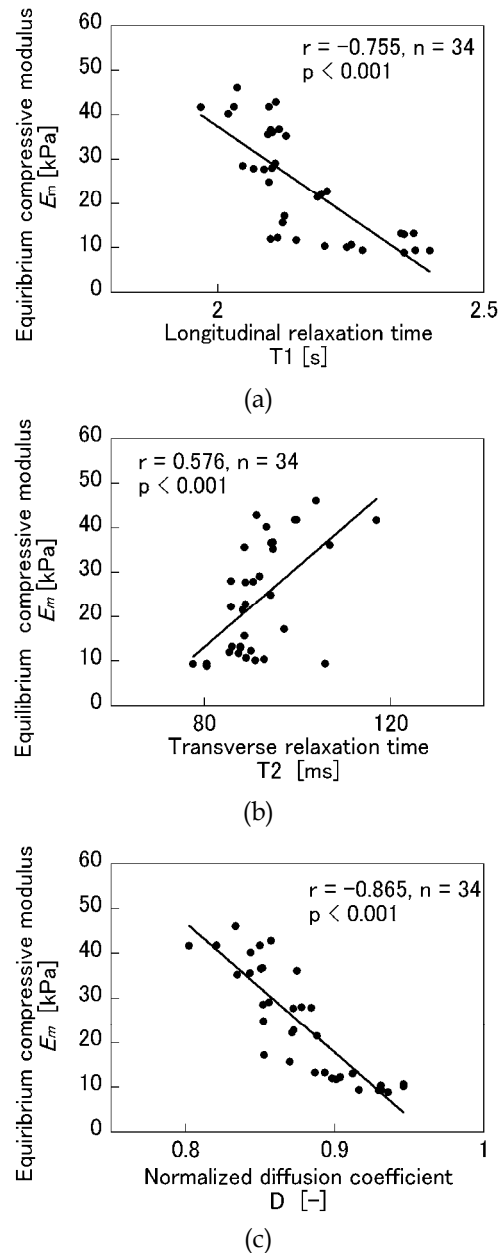 r = -0.755, n = 34
p < 0.001
60
50
40
30
20
10
0
Equiribrium compressive modulus
Em [kPa]
2
2.5
Longitudinal relaxation time
T1 [s]
(a)
r = 0.576, n = 34
p < 0.001
60
50
40
30
20
10
0
Equilibrium compressive modulus
Em [kPa]
80
120
Transverse relaxation time
T2 [ms]
(b)
r = -0.865, n = 34
p < 0.001
60
50
40
30
20
10
0
Equiribrium compressive modulus
Em [kPa]
0.8
0.9
1
Normalized diffusion coefficient
D [-]
(c)